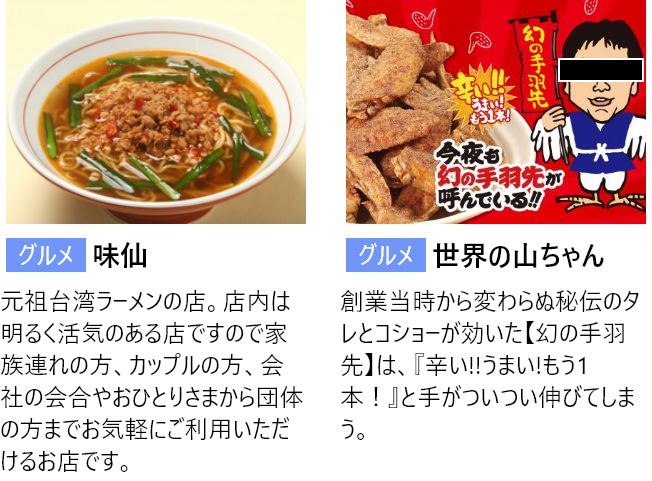 幻の手羽先
辛い!!
うまい!
もう1本!
今夜も
幻の手羽先が
呼んでいる!!
グルメ 味仙
元祖台湾ラーメンの店。店内は
明るく活気のある店ですので家
族連れの方、カップルの方、会
社の会合やおひとりさまから団体
の方までお気軽にご利用いただ
けるお店です。
グルメ 世界の山ちゃん
創業当時から変わらぬ秘伝のタ
レとコショーが効いた【幻の手羽
先】は、『辛い!!うまい!もう1
本！』と手がついつい伸びてしま
う。